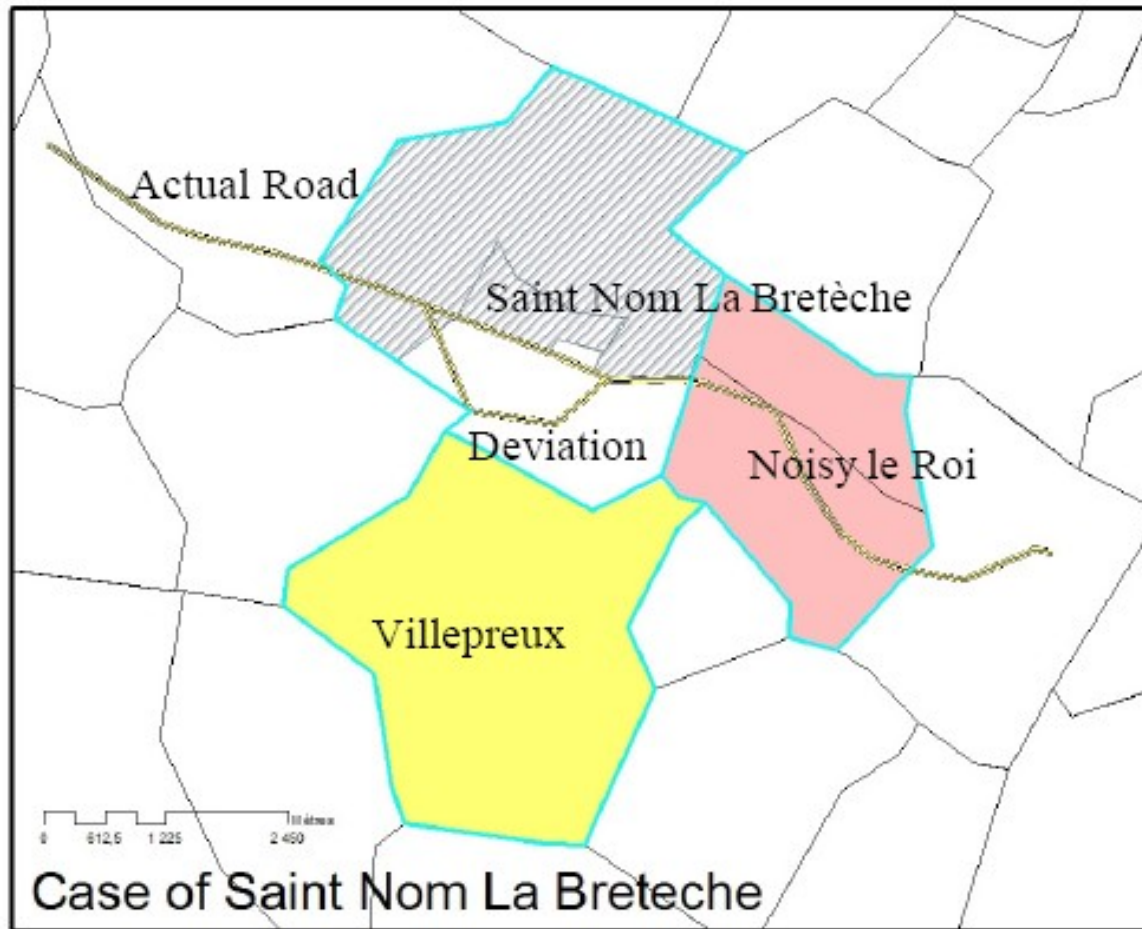 Actual Road
Saint Nom La Bretèche
Deviation
Noisy le Roi
Villepreux
Mètres
0 612,5 1 225 2 450
Case of Saint Nom La Breteche